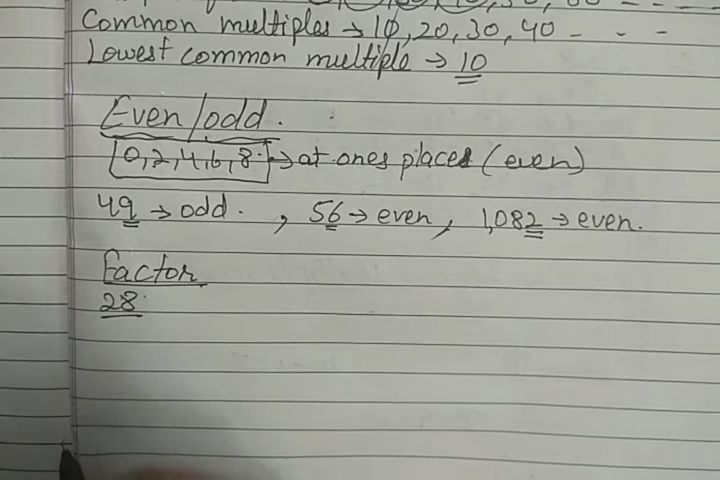 Common multiples → 10, 20, 30, 40 - - -
Lowest common multiple → 10
Even/odd.
0,2,4,6,8. → at ones place (even)
49 → odd. , 56 → even, 1,082 → even.
Factor
28.